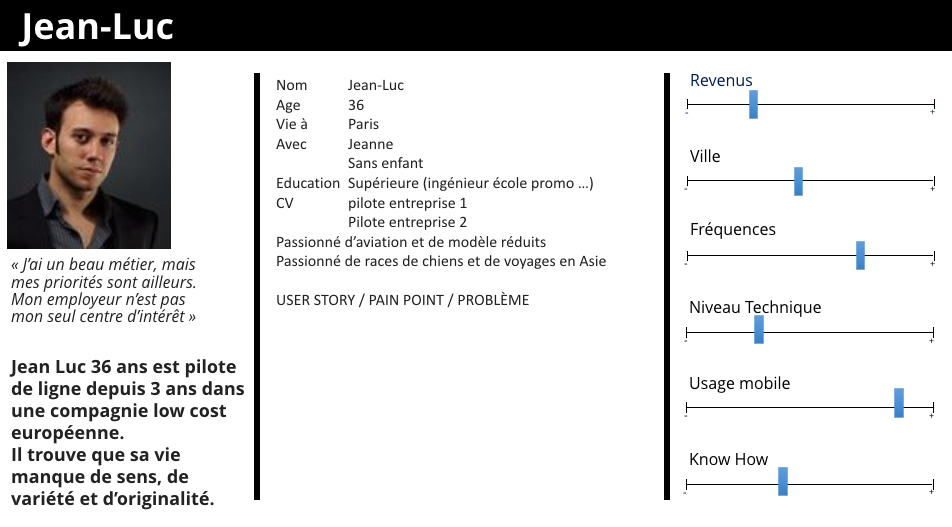 Jean-Luc
« J'ai un beau métier, mais
mes priorités sont ailleurs.
Mon employeur n'est pas
mon seul centre d'intérêt »
Jean Luc 36 ans est pilote
de ligne depuis 3 ans dans
une compagnie low cost
européenne.
Il trouve que sa vie
manque de sens, de
variété et d'originalité.
Nom Jean-Luc
Age 36
Vie à Paris
Avec Jeanne
Sans enfant
Education Supérieure (ingénieur école promo …)
CV pilote entreprise 1
Pilote entreprise 2
Passionné d'aviation et de modèle réduits
Passionné de races de chiens et de voyages en Asie
USER STORY / PAIN POINT / PROBLÈME
Revenus
- +
Ville
- +
Fréquences
- +
Niveau Technique
- +
Usage mobile
- +
Know How
- +